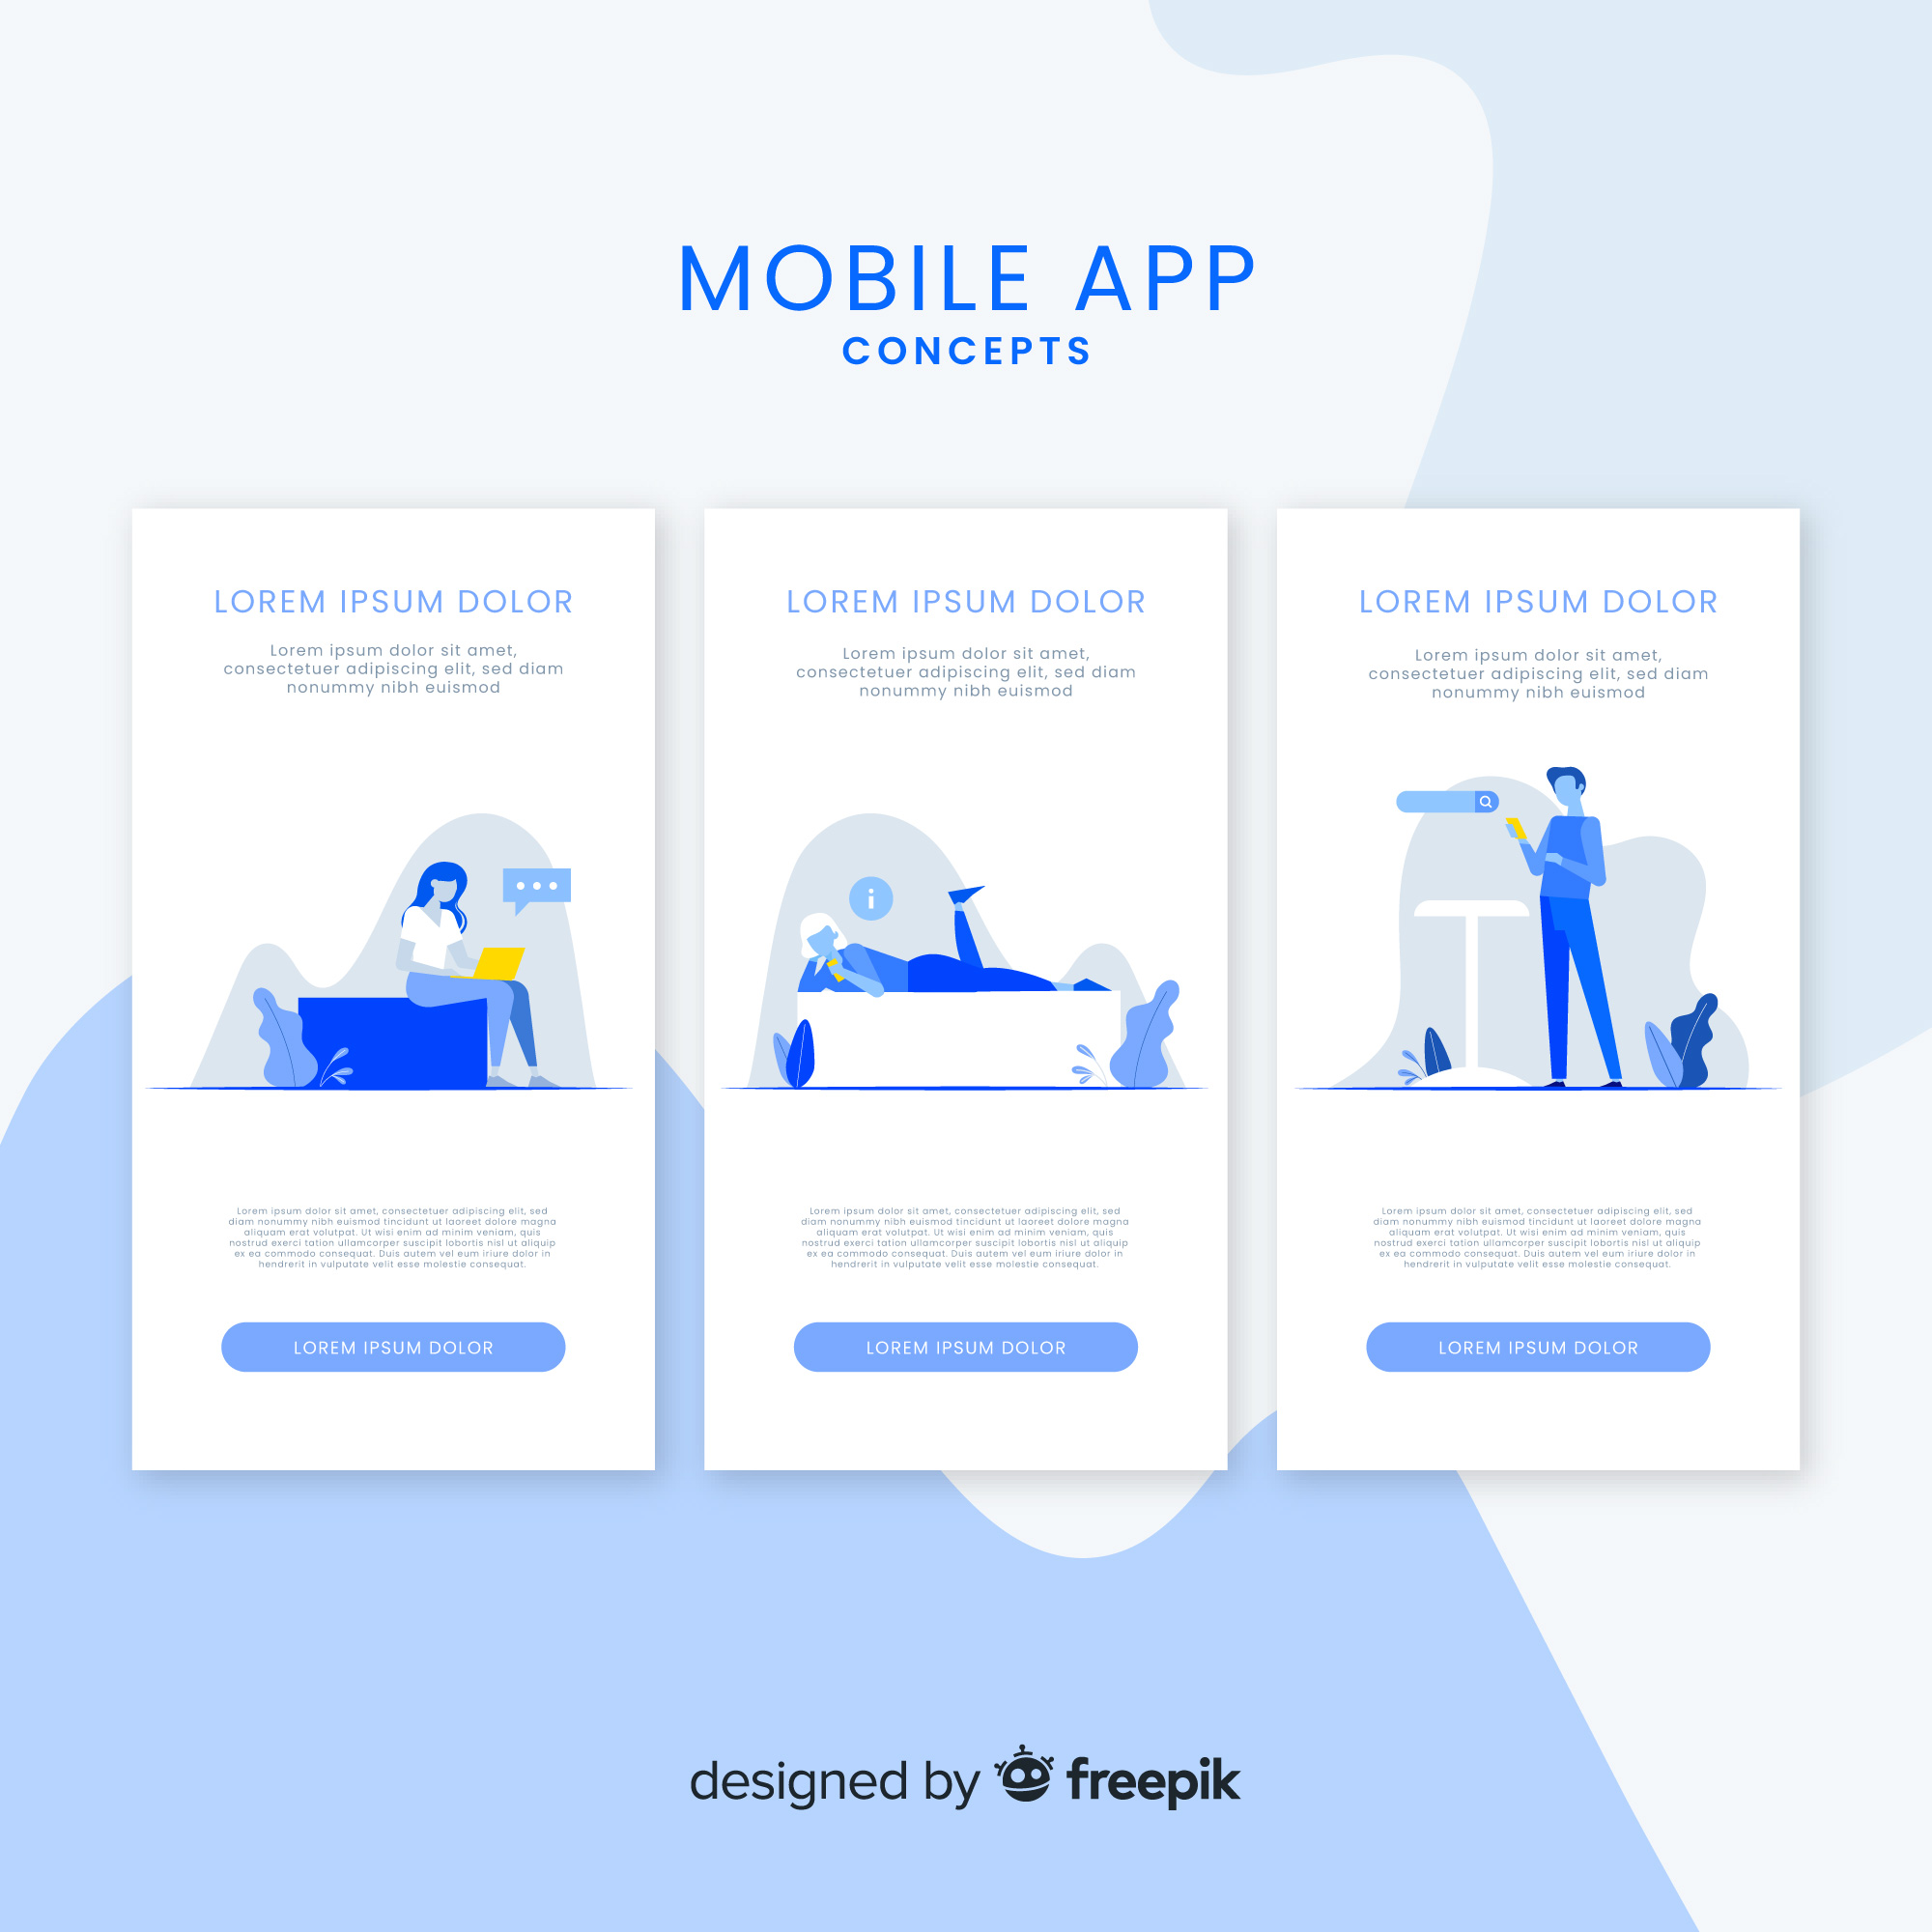 MOBILE APP
CONCEPTS
LOREM IPSUM DOLOR
Lorem ipsum dolor sit amet,
consectetuer adipiscing elit, sed diam
nonummy nibh euismod
Lorem ipsum dolor sit amet, consectetuer adipiscing elit, sed
diam nonummy nibh euismod tincidunt ut laoreet dolore magna
aliquam erat volutpat. Ut wisi enim ad minim veniam, quis
nostrud exerci tation ullamcorper suscipit lobortis nisl ut aliquip
ex ea commodo consequat. Duis autem vel eum iriure dolor in
hendrerit in vulputate velit esse molestie consequat.
LOREM IPSUM DOLOR
LOREM IPSUM DOLOR
Lorem ipsum dolor sit amet,
consectetuer adipiscing elit, sed diam
nonummy nibh euismod
i
Lorem ipsum dolor sit amet, consectetuer adipiscing elit, sed
diam nonummy nibh euismod tincidunt ut laoreet dolore magna
aliquam erat volutpat. Ut wisi enim ad minim veniam, quis
nostrud exerci tation ullamcorper suscipit lobortis nisl ut aliquip
ex ea commodo consequat. Duis autem vel eum iriure dolor in
hendrerit in vulputate velit esse molestie consequat.
LOREM IPSUM DOLOR
LOREM IPSUM DOLOR
Lorem ipsum dolor sit amet,
consectetuer adipiscing elit, sed diam
nonummy nibh euismod
Lorem ipsum dolor sit amet, consectetuer adipiscing elit, sed
diam nonummy nibh euismod tincidunt ut laoreet dolore magna
aliquam erat volutpat. Ut wisi enim ad minim veniam, quis
nostrud exerci tation ullamcorper suscipit lobortis nisl ut aliquip
ex ea commodo consequat. Duis autem vel eum iriure dolor in
hendrerit in vulputate velit esse molestie consequat.
LOREM IPSUM DOLOR
designed by freepik